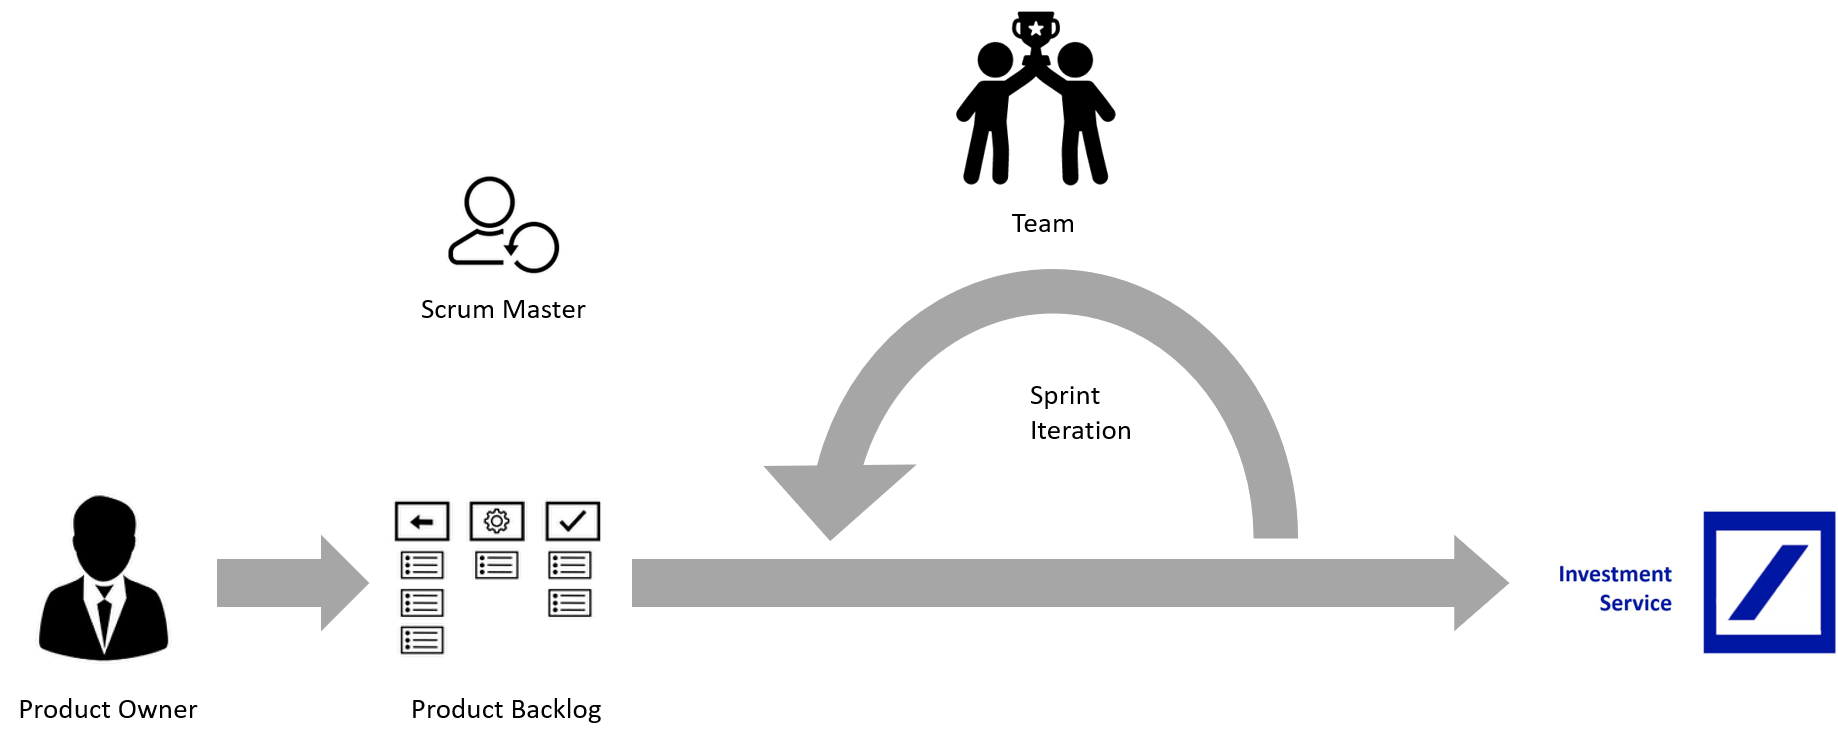 Team
Scrum Master
Sprint
Iteration
Investment
Service
Product Owner
Product Backlog